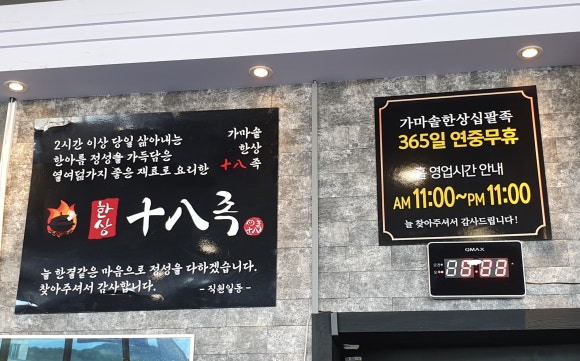 2시간 이상 당일 삶아내는
한아름 정성을 가득담은
열여덟가지 좋은 재료로 요리한
가마솥
한상
十八 족
한상
十八족
늘 한결같은 마음으로 정성을 다하겠습니다.
찾아주셔서 감사합니다.
- 직원일동 -
가마솥한상십팔족
365일 연중무휴
홀 영업시간 안내
AM 11:00~PM 11:00
늘 찾아주셔서 감사드립니다!
QMAX